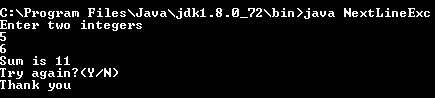 C:\Program Files\Java\jdk1.8.0_72\bin>java NextLineExc
Enter two integers
5
6
Sum is 11
Try again?(Y/N)
Thank you